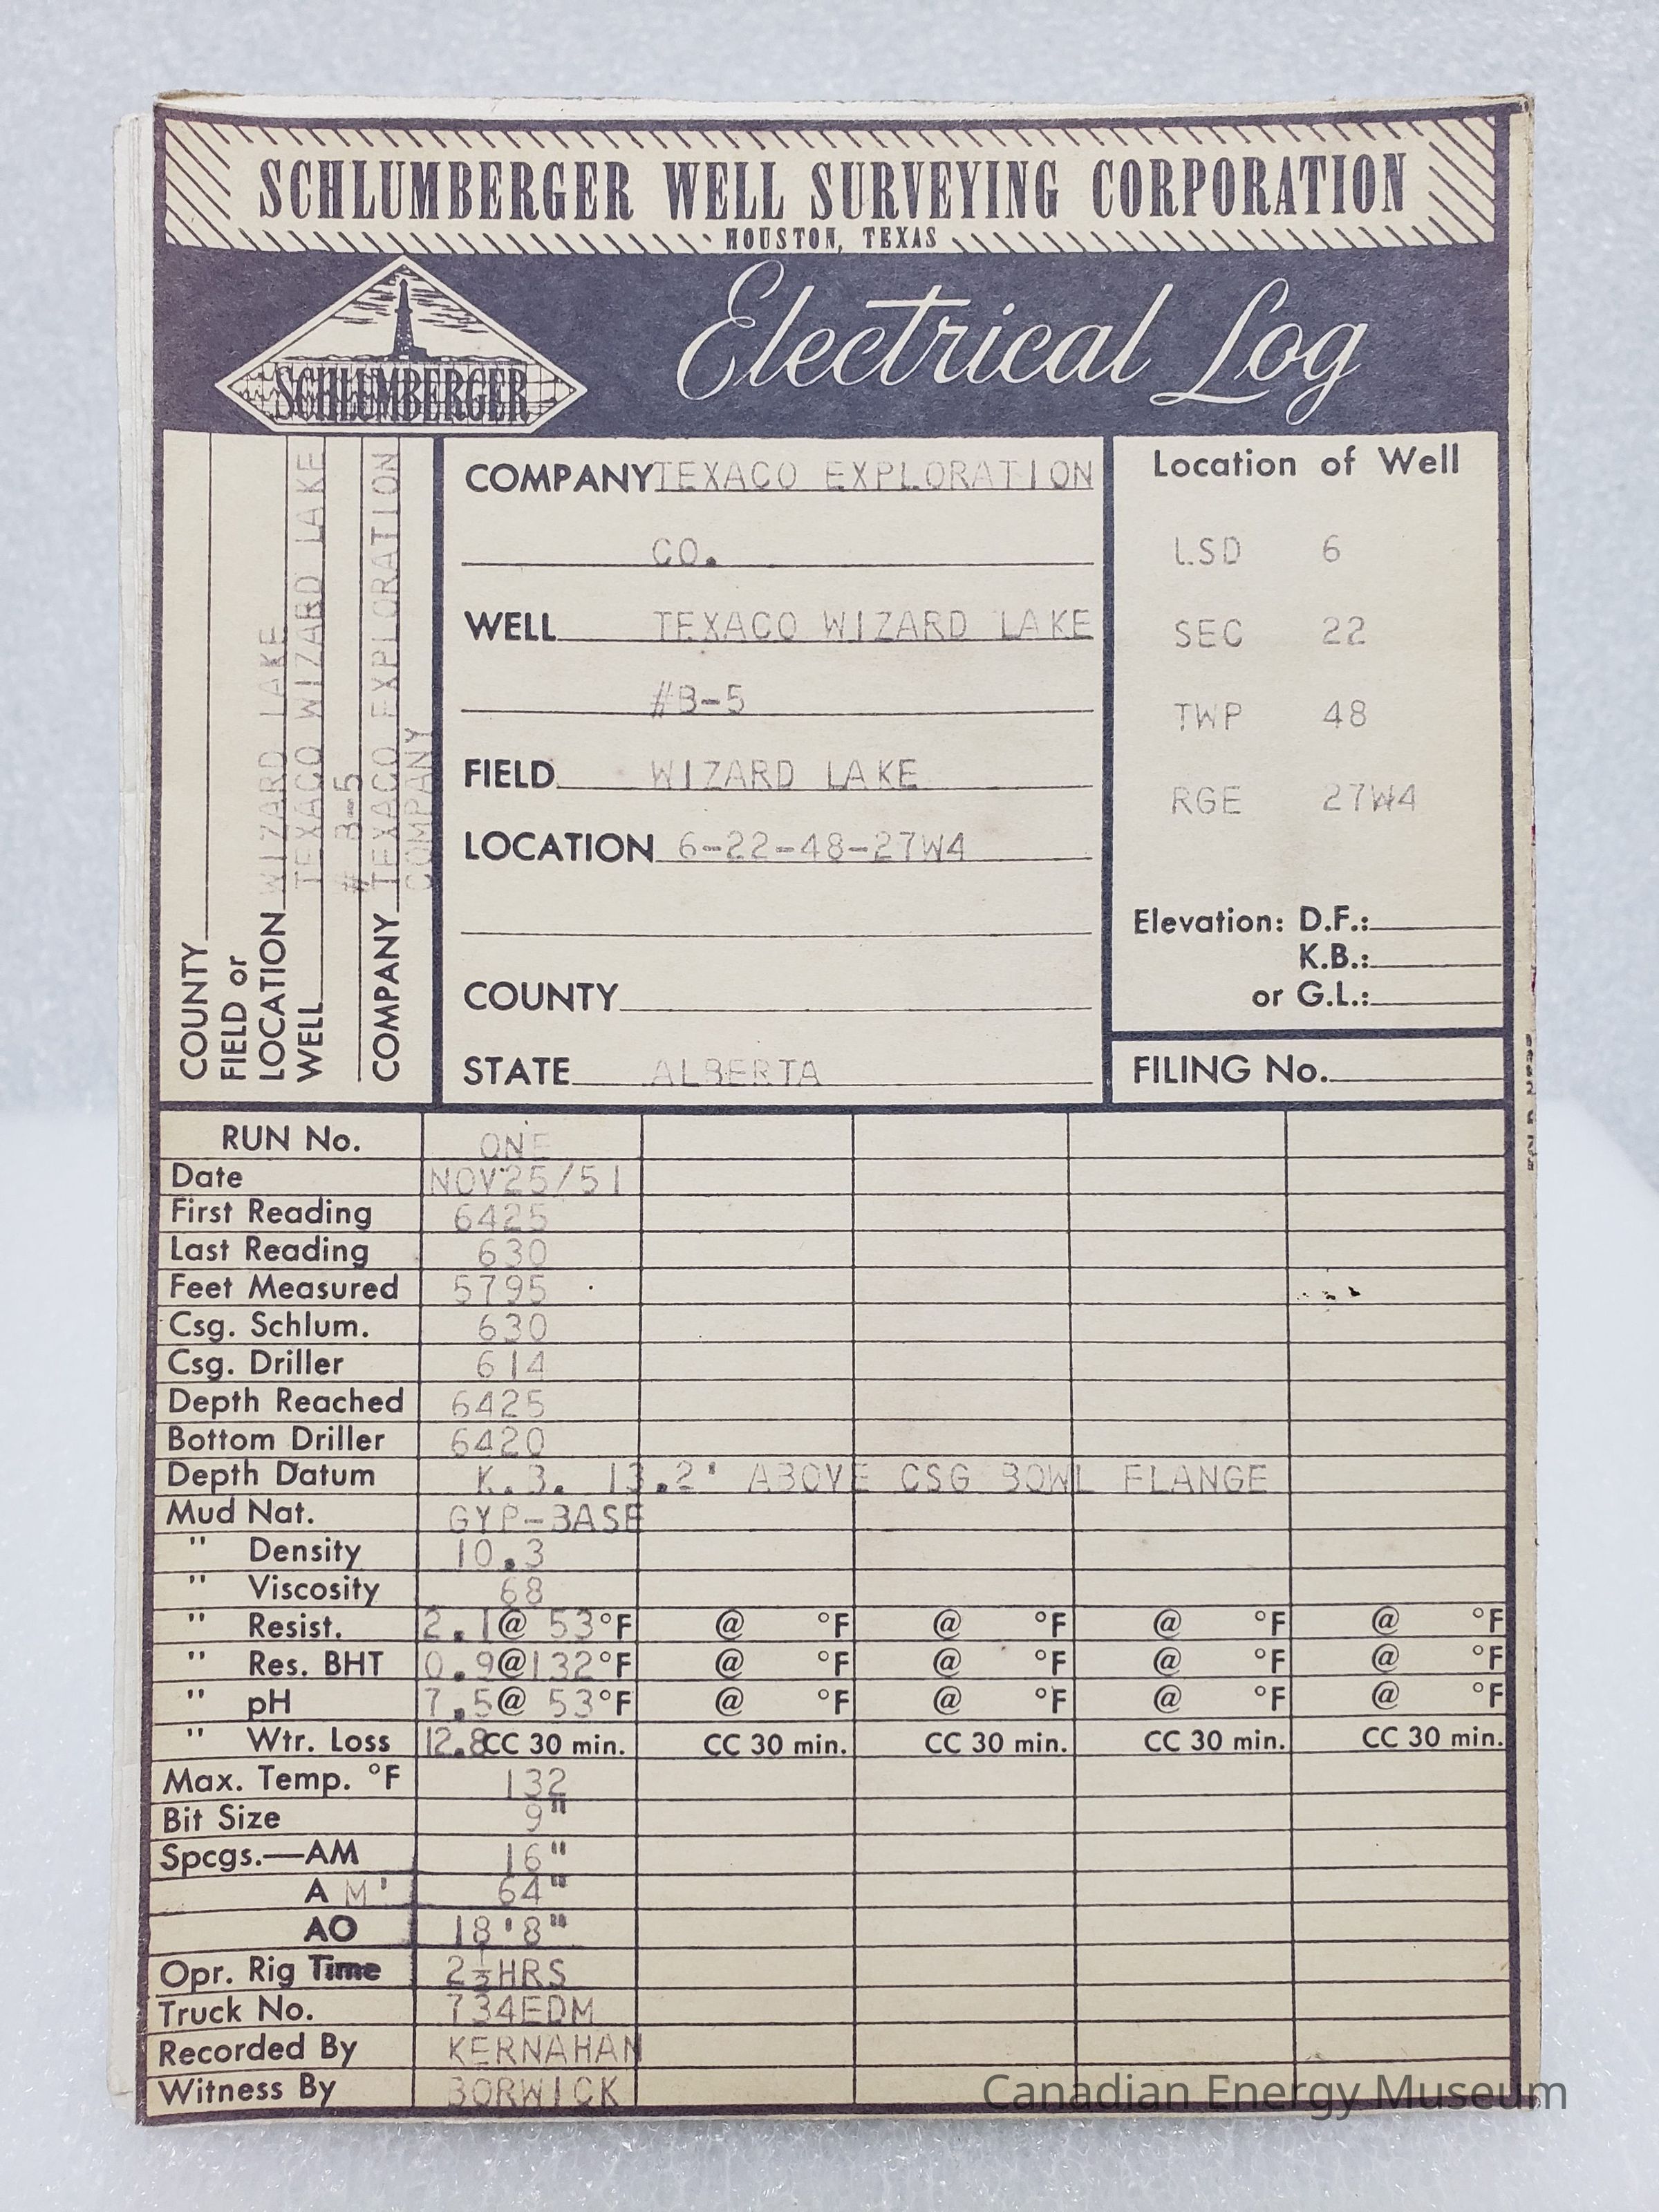 SCHLUMBERGER WELL SURVEYING CORPORATION
HOUSTON, TEXAS
SCHLUMBERGER
Electrical Log
COUNTY
FIELD or
LOCATION WIZARD LAKE
WELL TEXACO WIZARD LAKE
# B-5
COMPANY TEXACO EXPLORATION
COMPANY
COMPANY TEXACO EXPLORATION
CO.
WELL TEXACO WIZARD LAKE
#B-5
FIELD WIZARD LAKE
LOCATION 6-22-48-27W4
COUNTY
STATE ALBERTA
Location of Well
LSD 6
SEC 22
TWP 48
RGE 27W4
Elevation: D.F.:
K.B.:
or G.L.:
FILING No.
RUN No. ONE
Date NOV 25/51
First Reading 6425
Last Reading 630
Feet Measured 5795
Csg. Schlum. 630
Csg. Driller 614
Depth Reached 6425
Bottom Driller 6420
Depth Datum K.B. 13.2' ABOVE CSG BOWL FLANGE
Mud Nat. GYP-BASE
" Density 10.3
" Viscosity 68
" Resist. 2.1 @ 53 °F @ °F @ °F @ °F @ °F
" Res. BHT 0.9 @ 132 °F @ °F @ °F @ °F @ °F
" pH 7.5 @ 53 °F @ °F @ °F @ °F @ °F
" Wtr. Loss 12.8 CC 30 min. CC 30 min. CC 30 min. CC 30 min. CC 30 min.
Max. Temp. °F 132
Bit Size 9"
Spcgs.—AM 16"
A M' 64"
AO 18'8"
Opr. Rig Time 2½HRS
Truck No. 734EDM
Recorded By KERNAHAN
Witness By BORWICK
Canadian Energy Museum